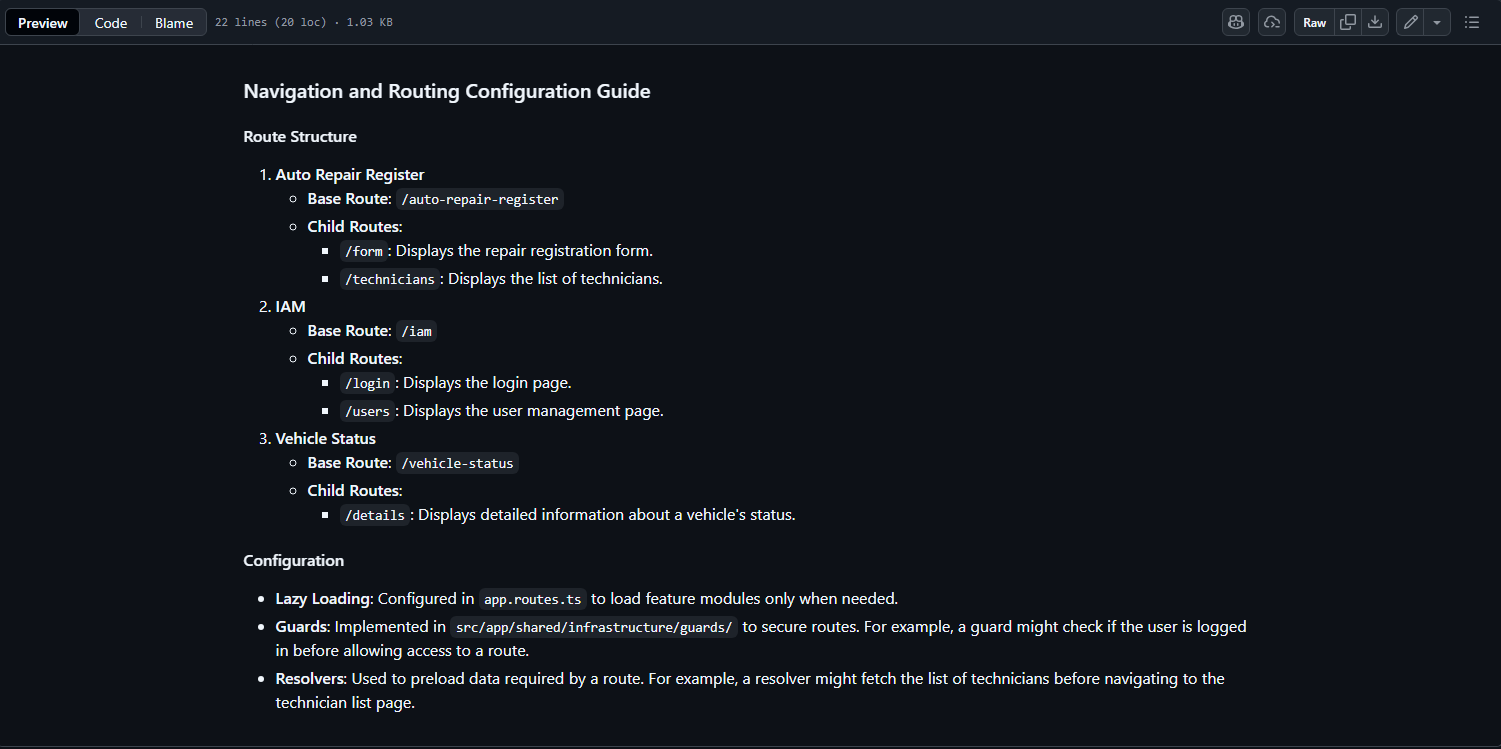 Preview Code Blame 22 lines (20 loc) · 1.03 KB Raw
Navigation and Routing Configuration Guide
Route Structure
1. Auto Repair Register
Base Route: /auto-repair-register
Child Routes:
/form: Displays the repair registration form.
/technicians: Displays the list of technicians.
2. IAM
Base Route: /iam
Child Routes:
/login: Displays the login page.
/users: Displays the user management page.
3. Vehicle Status
Base Route: /vehicle-status
Child Routes:
/details: Displays detailed information about a vehicle's status.
Configuration
Lazy Loading: Configured in app.routes.ts to load feature modules only when needed.
Guards: Implemented in src/app/shared/infrastructure/guards/ to secure routes. For example, a guard might check if the user is logged
in before allowing access to a route.
Resolvers: Used to preload data required by a route. For example, a resolver might fetch the list of technicians before navigating to the
technician list page.